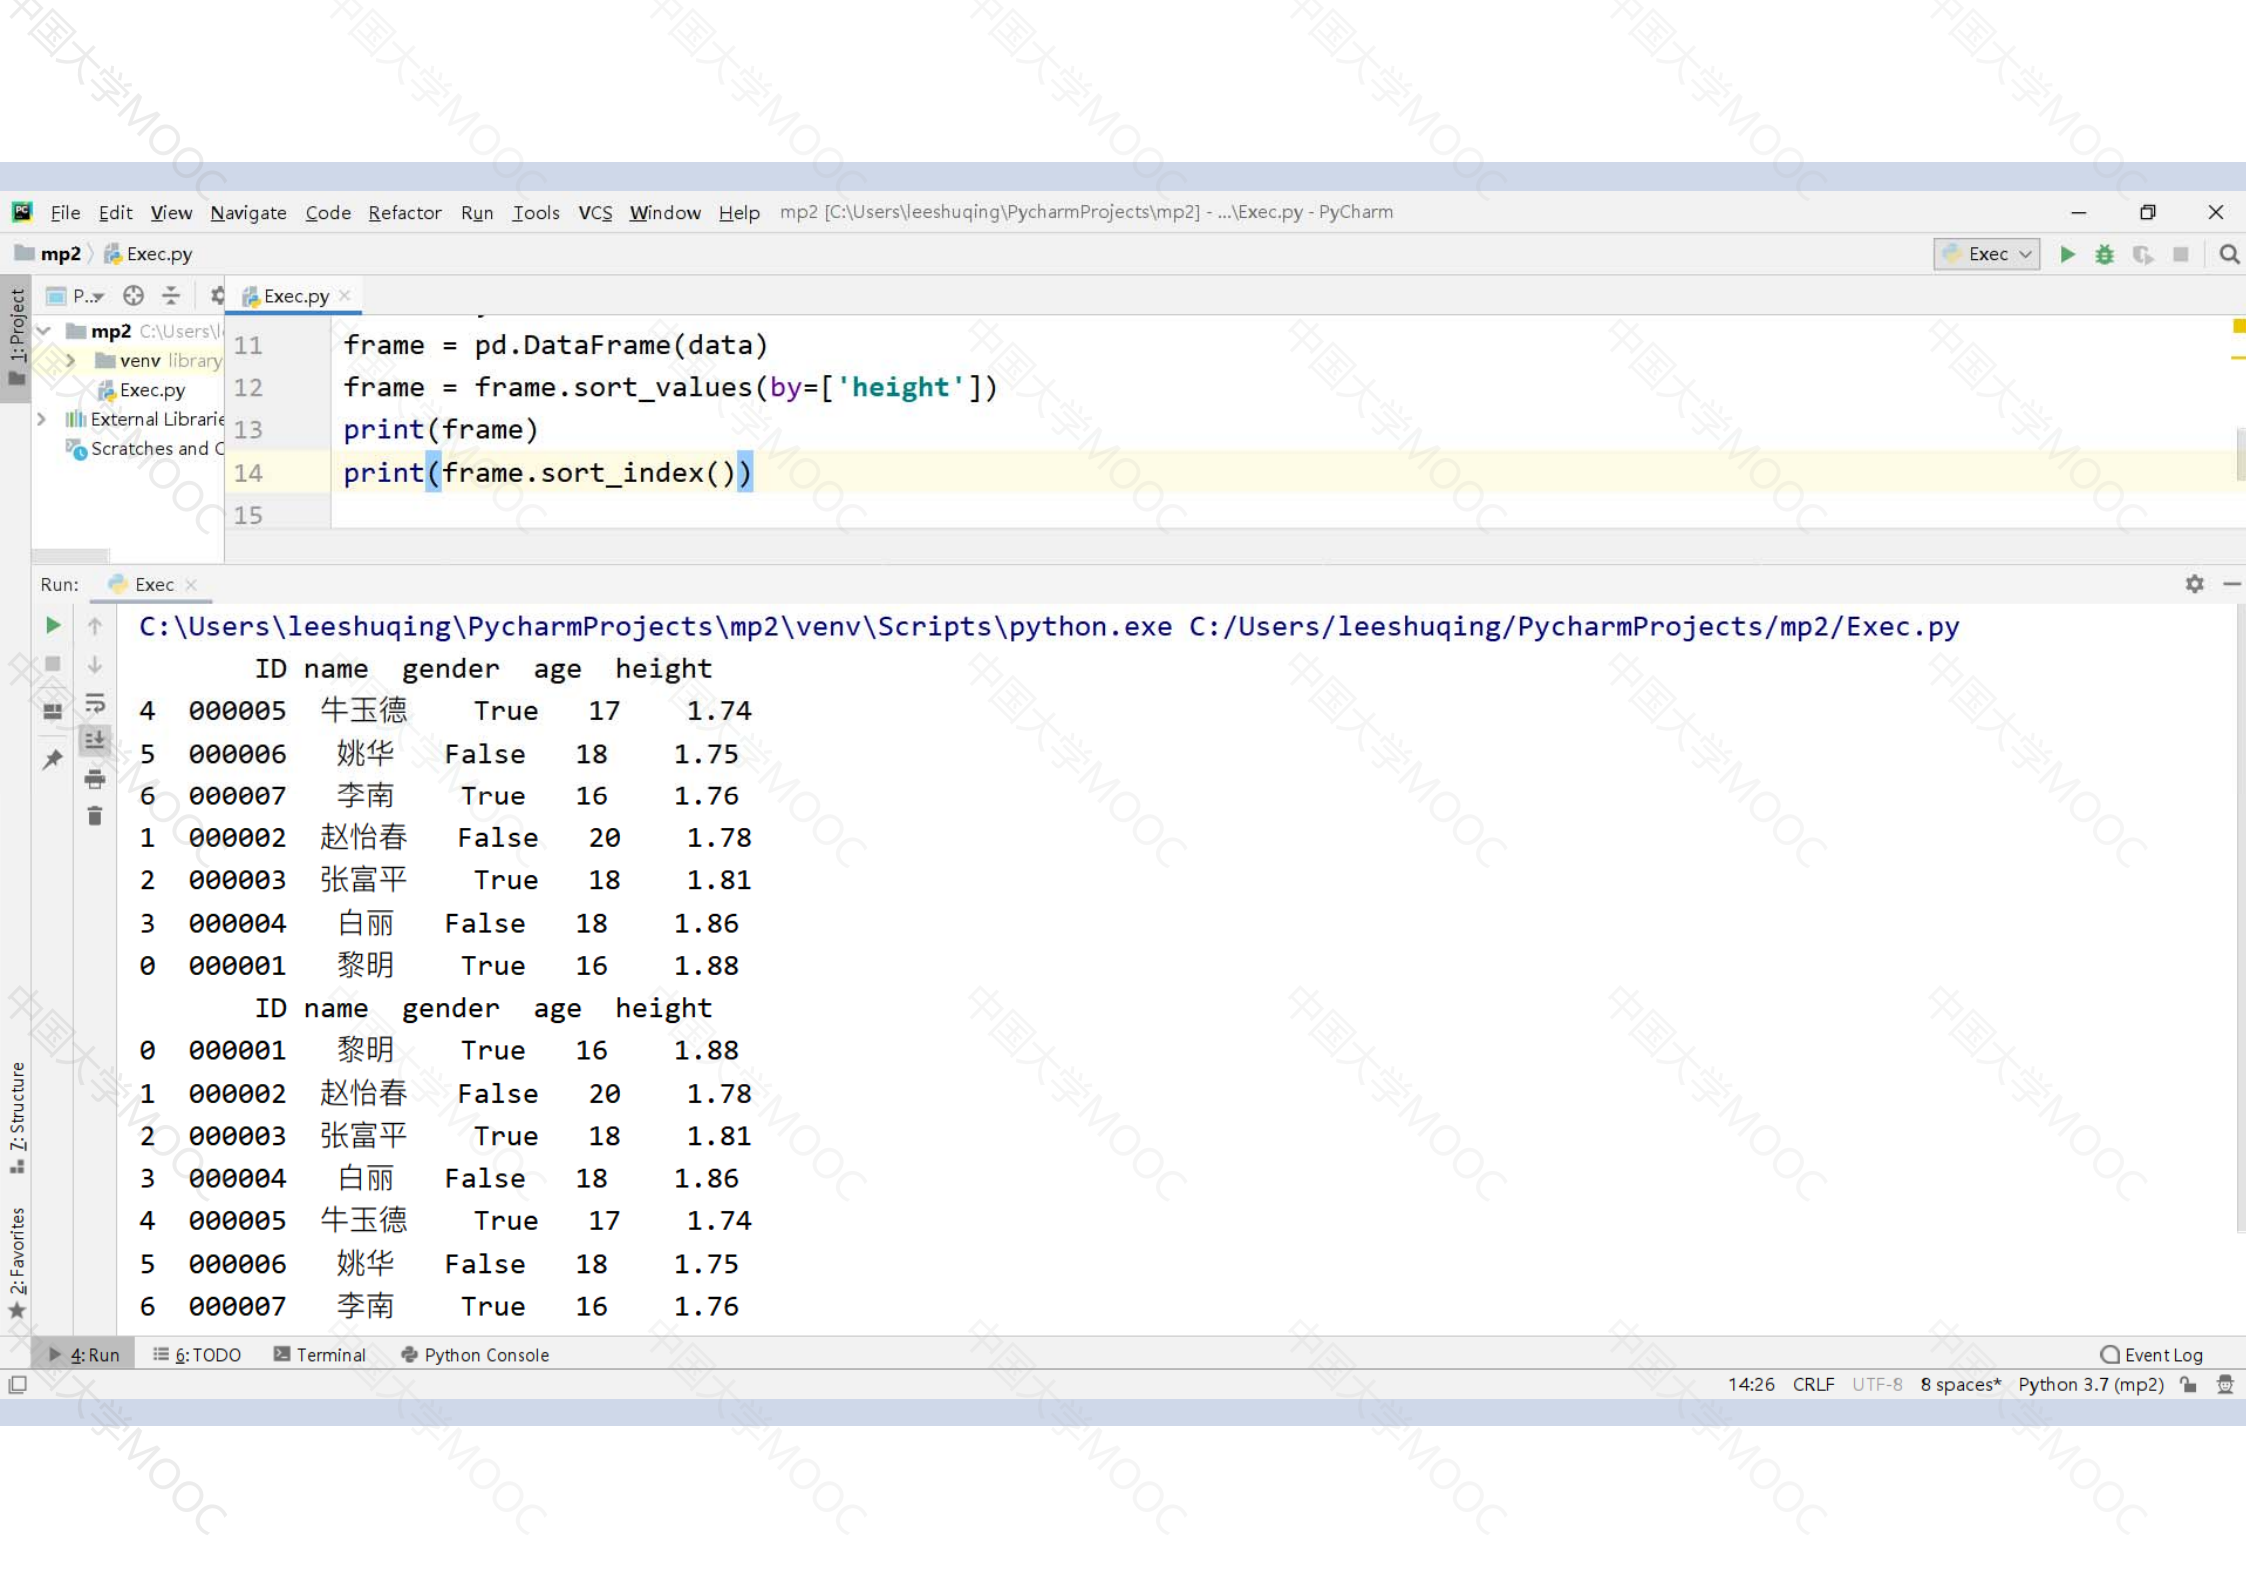 File Edit View Navigate Code Refactor Run Tools VCS Window Help mp2 [C:\Users\leeshuqing\PycharmProjects\mp2] - ...\Exec.py - PyCharm
mp2 Exec.py Exec
1: Project P.. Exec.py
mp2 C:\Users\l
venv library
Exec.py
External Librarie
Scratches and C
11 frame = pd.DataFrame(data)
12 frame = frame.sort_values(by=['height'])
13 print(frame)
14 print(frame.sort_index())
15
Run: Exec
C:\Users\leeshuqing\PycharmProjects\mp2\venv\Scripts\python.exe C:/Users/leeshuqing/PycharmProjects/mp2/Exec.py
ID name gender age height
4 000005 牛玉德 True 17 1.74
5 000006 姚华 False 18 1.75
6 000007 李南 True 16 1.76
1 000002 赵怡春 False 20 1.78
2 000003 张富平 True 18 1.81
3 000004 白丽 False 18 1.86
0 000001 黎明 True 16 1.88
ID name gender age height
0 000001 黎明 True 16 1.88
1 000002 赵怡春 False 20 1.78
2 000003 张富平 True 18 1.81
3 000004 白丽 False 18 1.86
4 000005 牛玉德 True 17 1.74
5 000006 姚华 False 18 1.75
6 000007 李南 True 16 1.76
Z: Structure
2: Favorites
4: Run 6: TODO Terminal Python Console Event Log
14:26 CRLF UTF-8 8 spaces* Python 3.7 (mp2)
中国大学MOOC